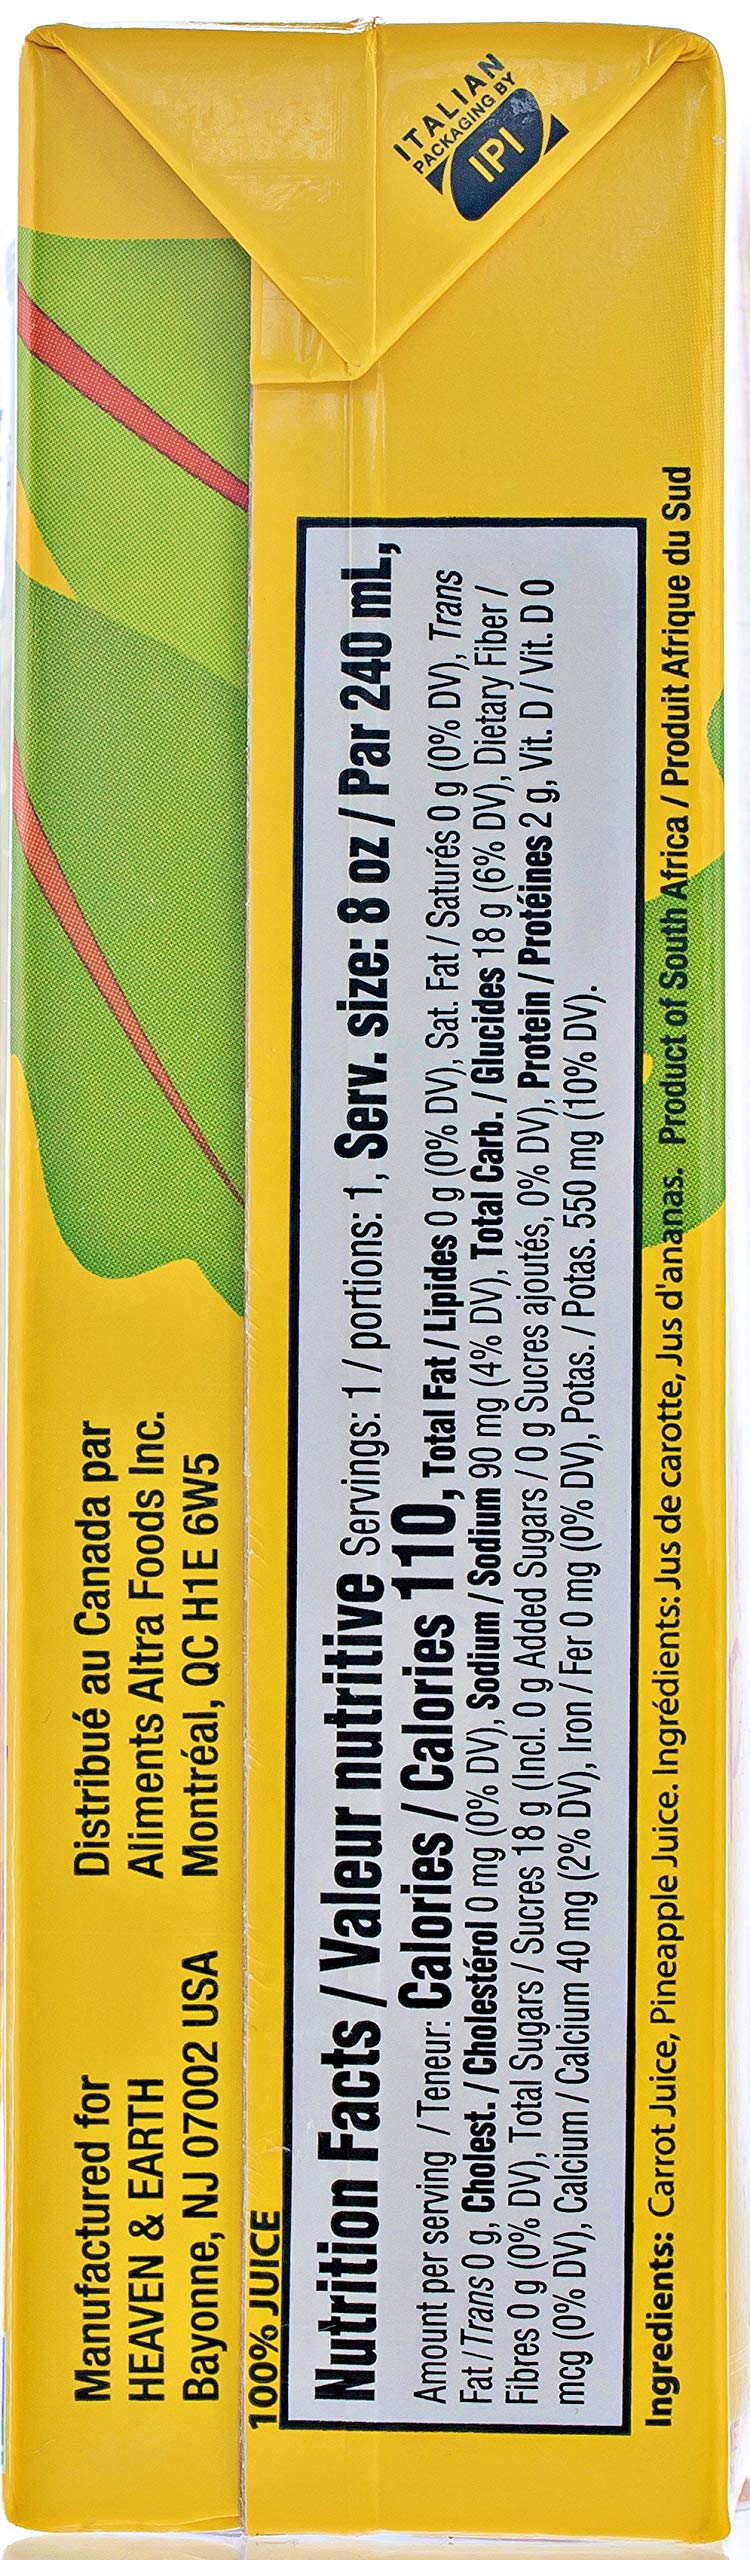 ITALIAN
PACKAGING BY
IPI
Manufactured for
HEAVEN & EARTH
Bayonne, NJ 07002 USA
Distribué au Canada par
Aliments Altra Foods Inc.
Montréal, QC H1E 6W5
100% JUICE
Nutrition Facts / Valeur nutritive Servings: 1 / portions: 1, Serv. size: 8 oz / Par 240 mL,
Amount per serving / Teneur: Calories / Calories 110, Total Fat / Lipides 0 g (0% DV), Sat. Fat / Saturés 0 g (0% DV), Trans
Fat / Trans 0 g, Cholest. / Cholestérol 0 mg (0% DV), Sodium / Sodium 90 mg (4% DV), Total Carb. / Glucides 18 g (6% DV), Dietary Fiber /
Fibres 0 g (0% DV), Total Sugars / Sucres 18 g (Incl. 0 g Added Sugars / 0 g Sucres ajoutés, 0% DV), Protein / Protéines 2 g, Vit. D / Vit. D 0
mcg (0% DV), Calcium / Calcium 40 mg (2% DV), Iron / Fer 0 mg (0% DV), Potas. / Potas. 550 mg (10% DV).
Ingredients: Carrot Juice, Pineapple Juice. Ingrédients: Jus de carotte, Jus d'ananas. Product of South Africa / Produit Afrique du Sud